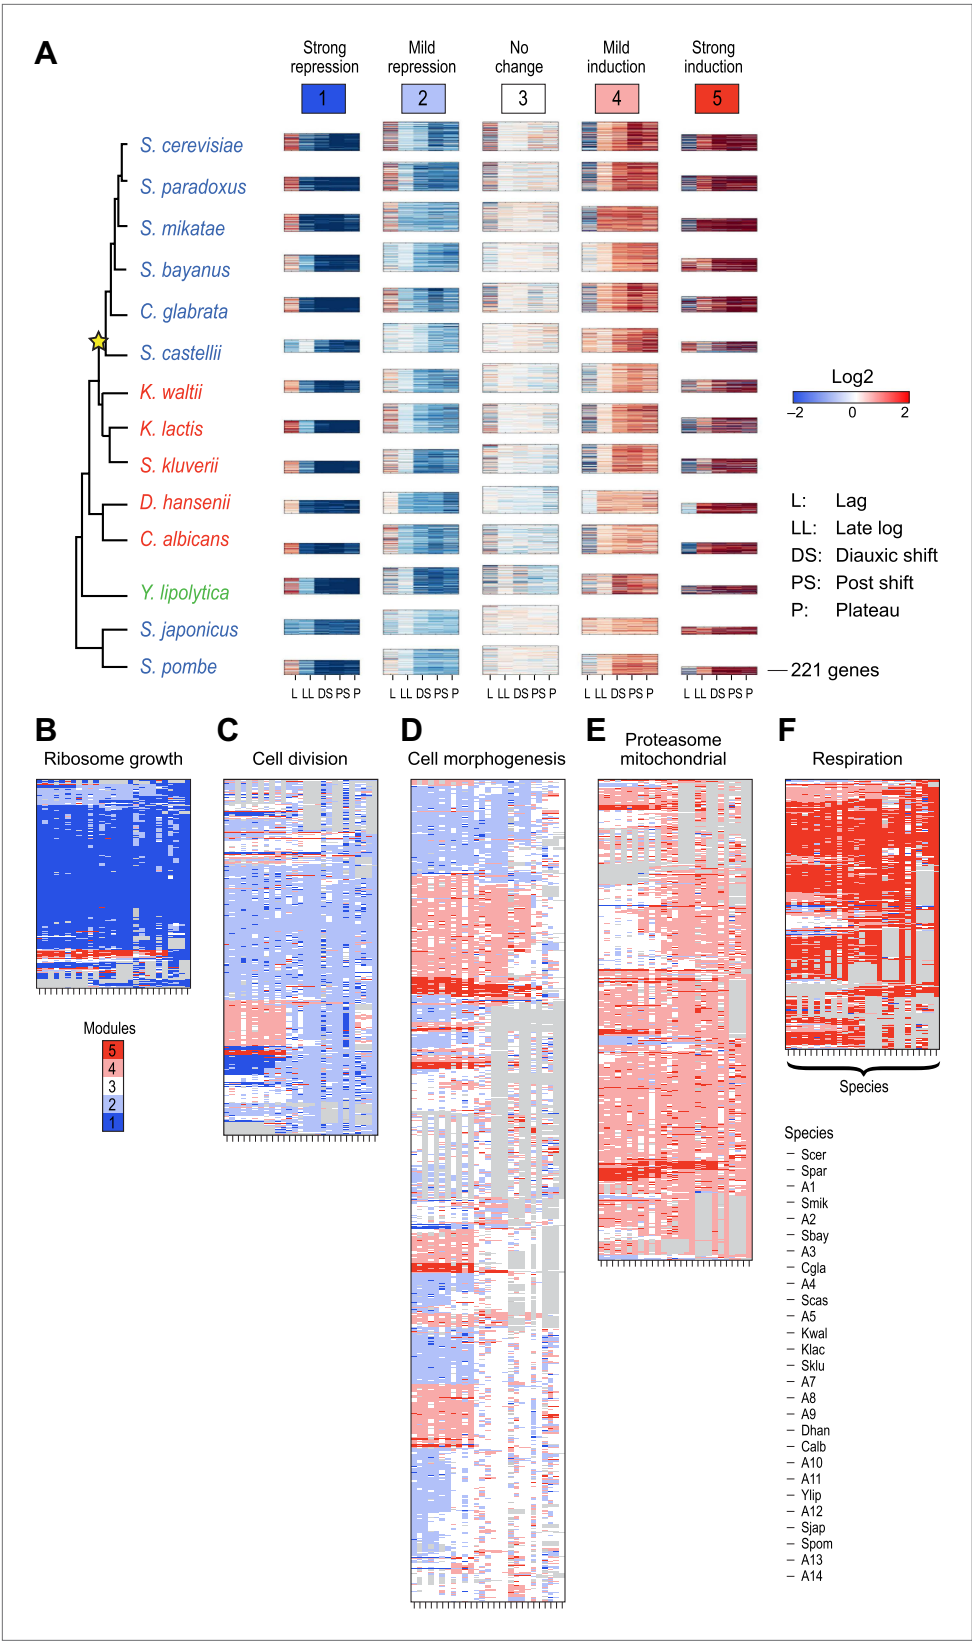 A
Strong repression
Mild repression
No change
Mild induction
Strong induction
1
2
3
4
5
S. cerevisiae
S. paradoxus
S. mikatae
S. bayanus
C. glabrata
S. castellii
K. waltii
K. lactis
S. kluverii
D. hansenii
C. albicans
Y. lipolytica
S. japonicus
S. pombe
Log2
–2 0 2
L: Lag
LL: Late log
DS: Diauxic shift
PS: Post shift
P: Plateau
221 genes
L LL DS PS P
L LL DS PS P
L LL DS PS P
L LL DS PS P
L LL DS PS P
B
Ribosome growth
C
Cell division
D
Cell morphogenesis
E
Proteasome
mitochondrial
F
Respiration
Modules
5
4
3
2
1
Species
Species
Scer
Spar
A1
Smik
A2
Sbay
A3
Cgla
A4
Scas
A5
Kwal
Klac
Sklu
A7
A8
A9
Dhan
Calb
A10
A11
Ylip
A12
Sjap
Spom
A13
A14